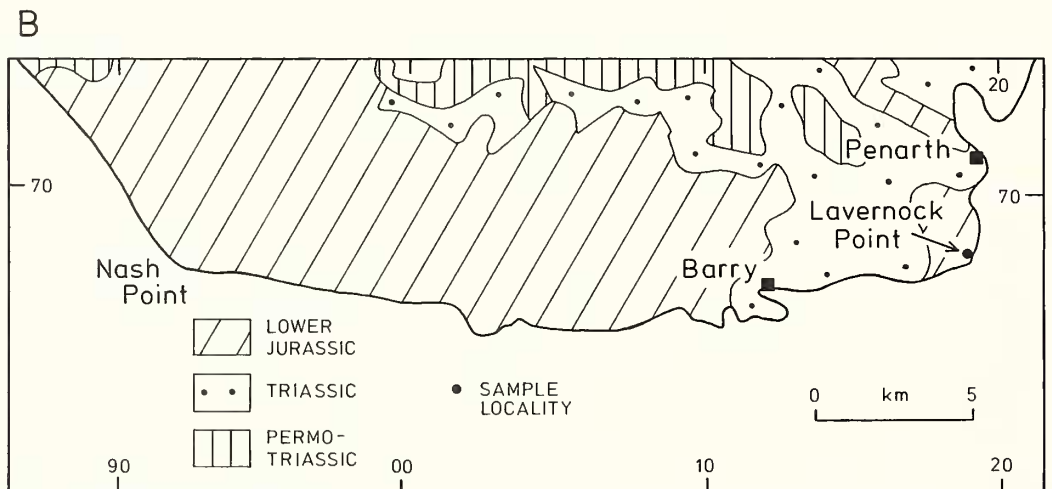 B
20
Penarth
70
70
Lavernock
Point
Barry
Nash
Point
LOWER
JURASSIC
TRIASSIC
PERMO-
TRIASSIC
SAMPLE
LOCALITY
0 km 5
90 00 10 20